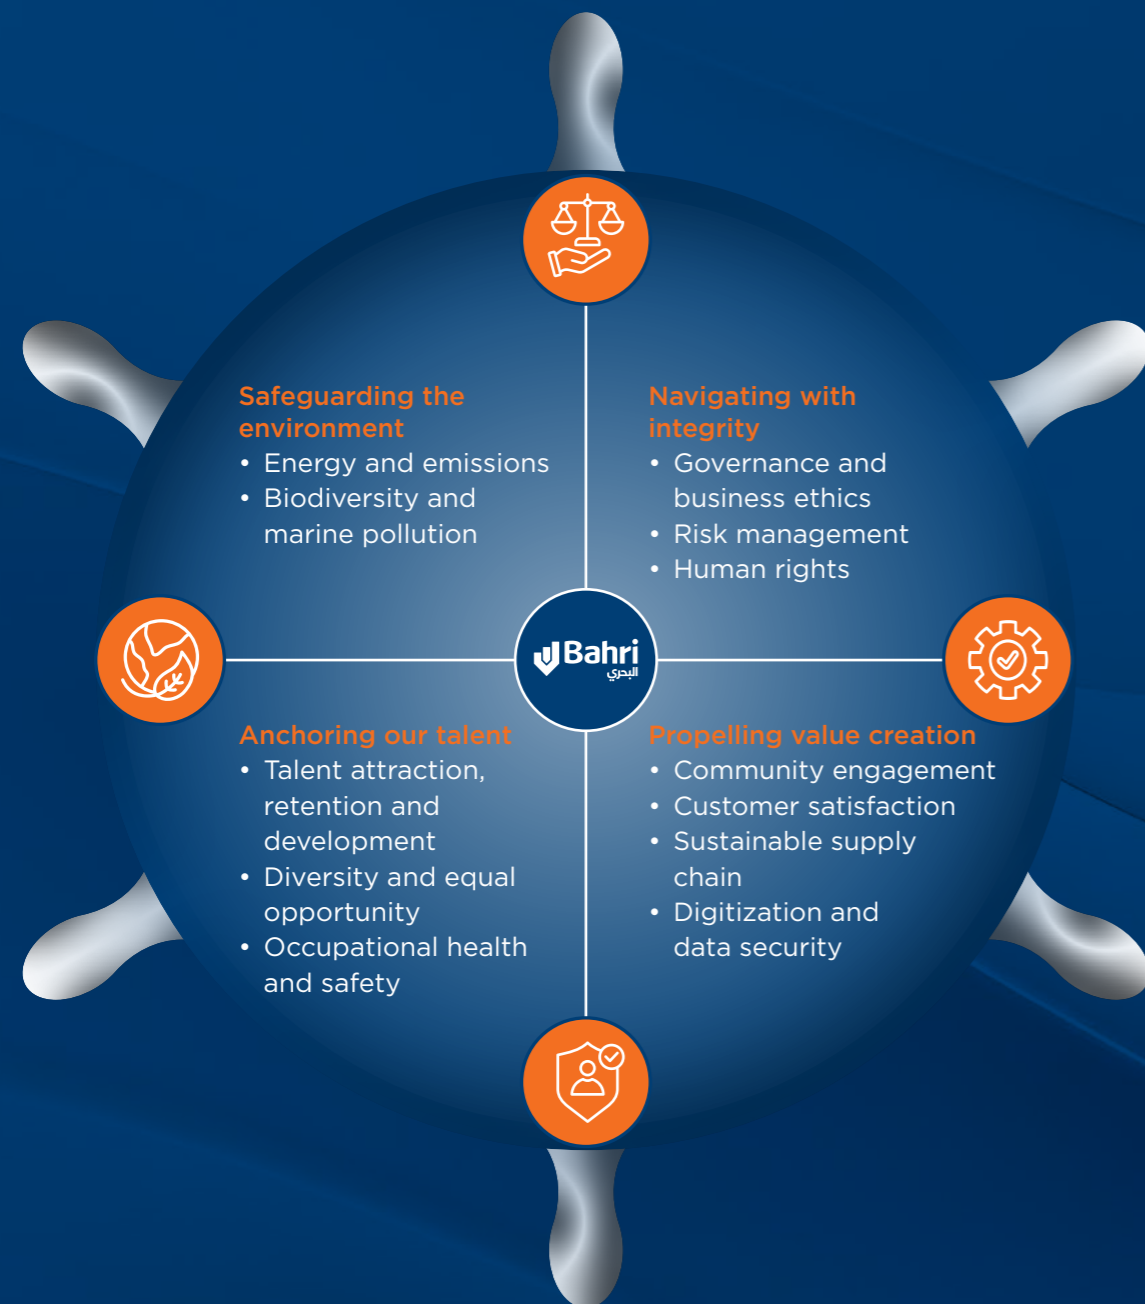 Safeguarding the
environment
• Energy and emissions
• Biodiversity and
marine pollution
Navigating with
integrity
• Governance and
business ethics
• Risk management
• Human rights
Bahri
البحري
Anchoring our talent
• Talent attraction,
retention and
development
• Diversity and equal
opportunity
• Occupational health
and safety
Propelling value creation
• Community engagement
• Customer satisfaction
• Sustainable supply
chain
• Digitization and
data security